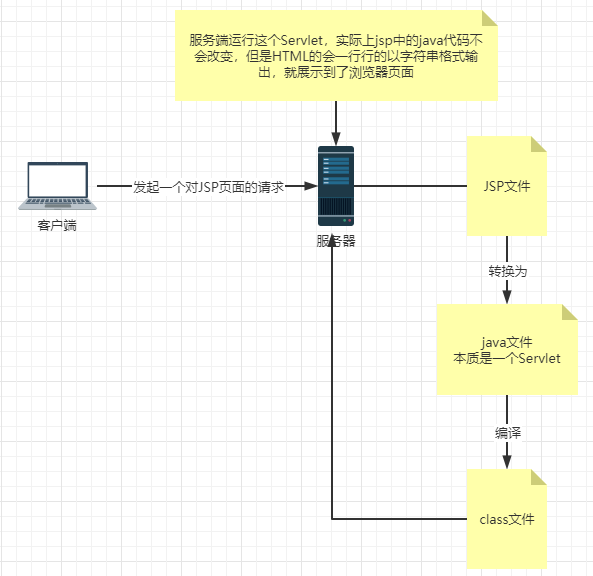 服务端运行这个Servlet，实际上jsp中的java代码不
会改变，但是HTML的会一行行的以字符串格式输
出，就展示到了浏览器页面
发起一个对JSP页面的请求
JSP文件
客户端
服务器
转换为
java文件
本质是一个Servlet
编译
class文件